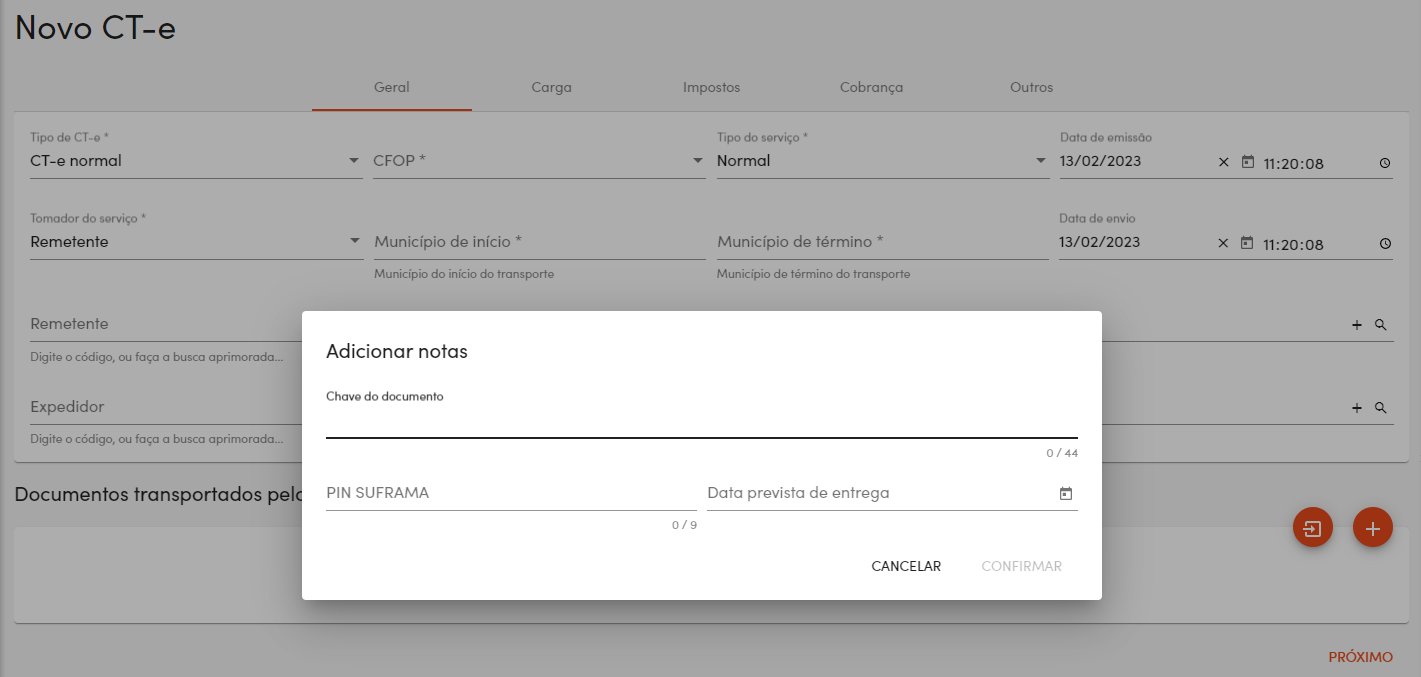 Novo CT-e
Geral Carga Impostos Cobrança Outros
Tipo de CT-e * Tipo do serviço * Data de emissão
CT-e normal CFOP * Normal 13/02/2023 11:20:08
Tomador do serviço * Data de envio
Remetente Município de início * Município de término * 13/02/2023 11:20:08
Município do início do transporte Município de término do transporte
Remetente
Digite o código, ou faça a busca aprimorada...
Expedidor
Digite o código, ou faça a busca aprimorada...
Documentos transportados pelo
Adicionar notas
Chave do documento
0 / 44
PIN SUFRAMA Data prevista de entrega
0 / 9
CANCELAR CONFIRMAR
PRÓXIMO